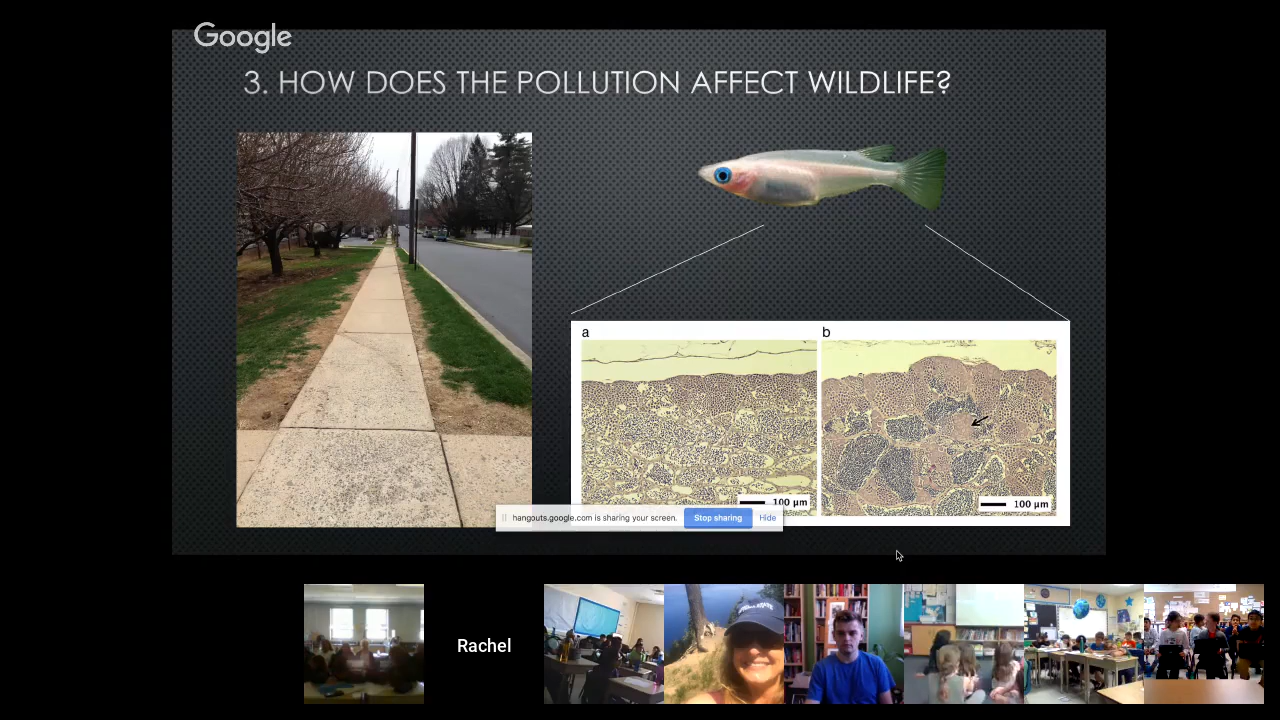 Google
3. HOW DOES THE POLLUTION AFFECT WILDLIFE?
a
b
100 µm
100 µm
hangouts.google.com is sharing your screen.
Stop sharing
Hide
Rachel